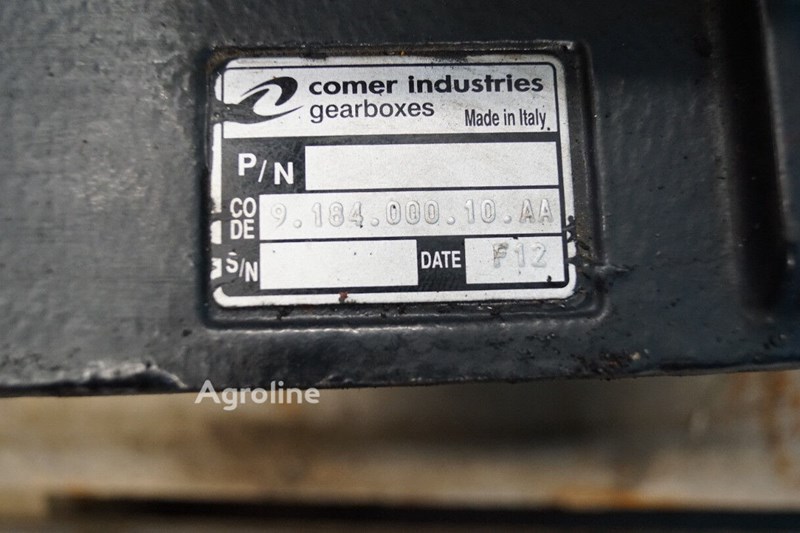 comer industries
gearboxes
Made in Italy.
P/N
CO
DE
9.184.000.10.AA
S/N
DATE
F12
Agroline